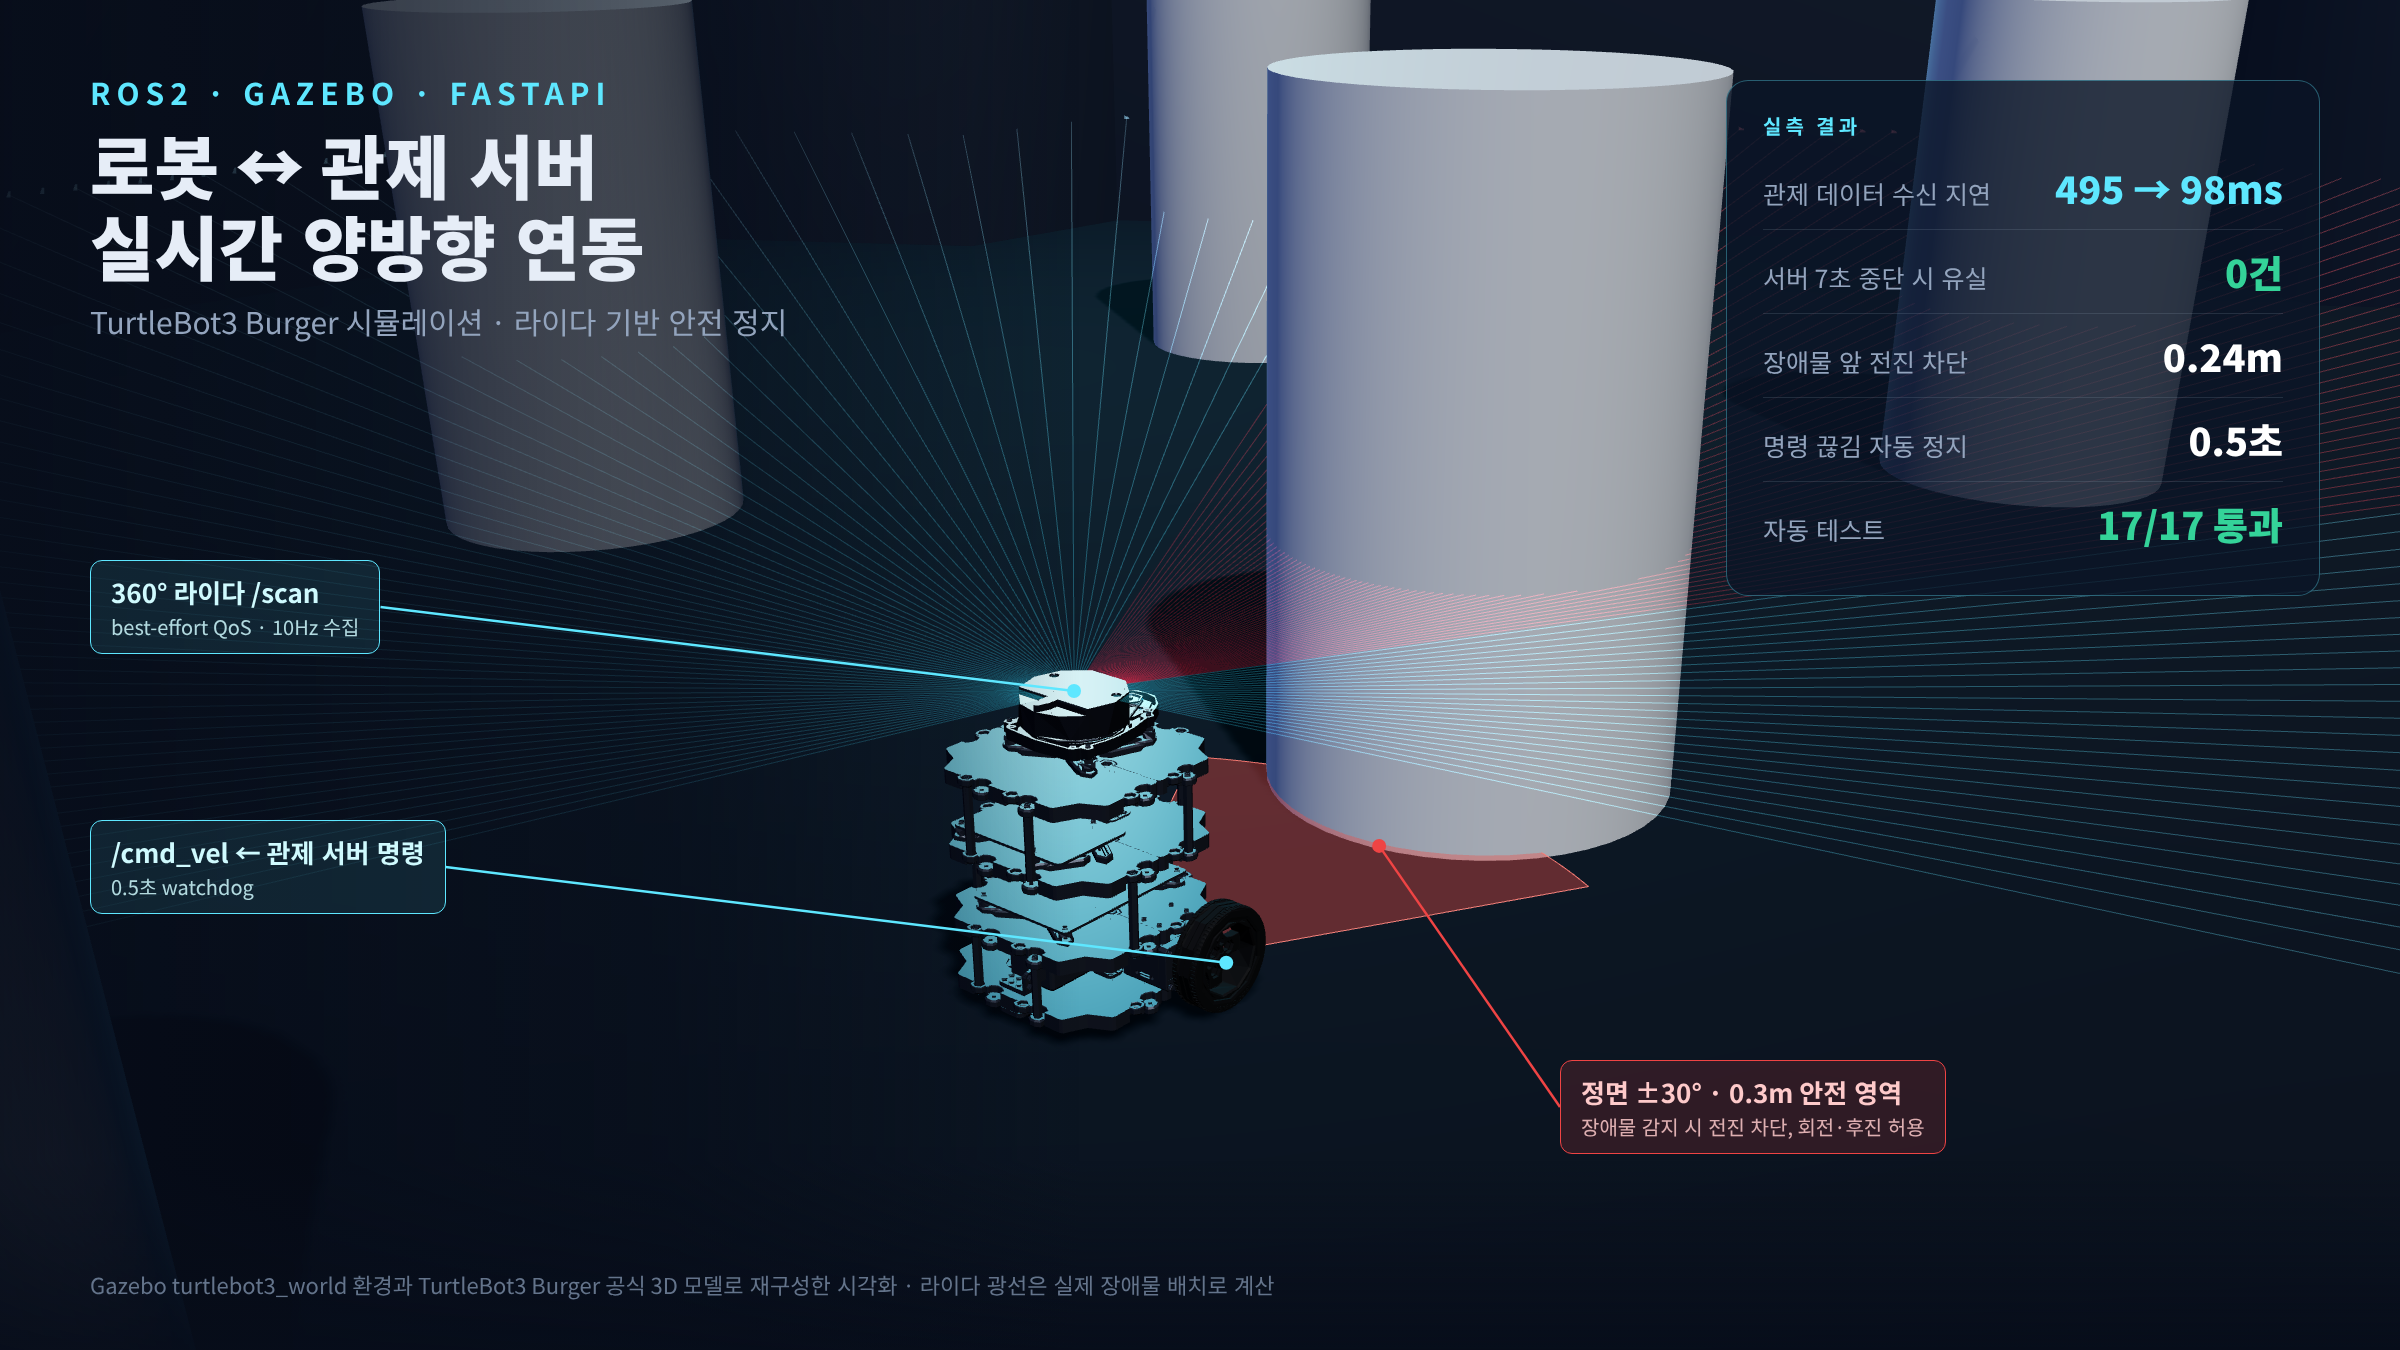 ROS2 · GAZEBO · FASTAPI
로봇 ↔ 관제 서버
실시간 양방향 연동
TurtleBot3 Burger 시뮬레이션 · 라이다 기반 안전 정지
실측 결과
관제 데이터 수신 지연 495 → 98ms
서버 7초 중단 시 유실 0건
장애물 앞 전진 차단 0.24m
명령 끊김 자동 정지 0.5초
자동 테스트 17/17 통과
360° 라이다 /scan
best-effort QoS · 10Hz 수집
/cmd_vel ← 관제 서버 명령
0.5초 watchdog
정면 ±30° · 0.3m 안전 영역
장애물 감지 시 전진 차단, 회전·후진 허용
Gazebo turtlebot3_world 환경과 TurtleBot3 Burger 공식 3D 모델로 재구성한 시각화 · 라이다 광선은 실제 장애물 배치로 계산